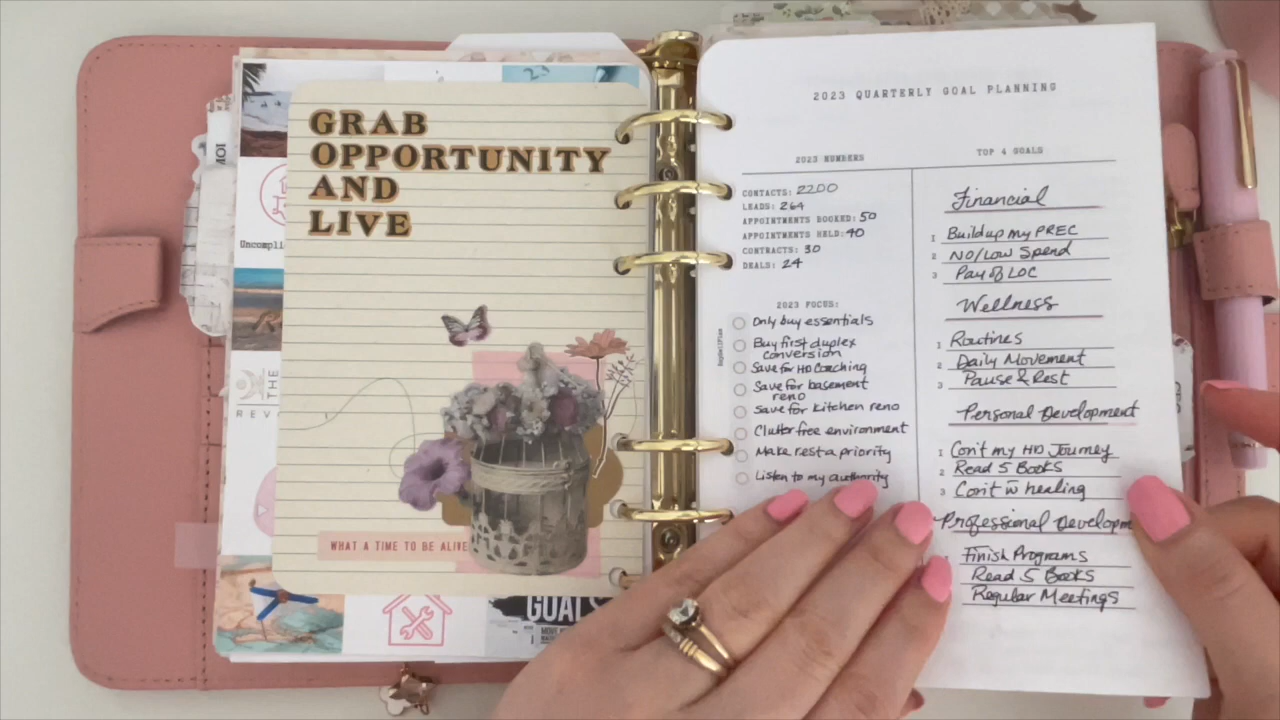 GRAB
OPPORTUNITY
AND
LIVE
WHAT A TIME TO BE ALIVE
Uncompli
THE
REV
GOALS
2023 QUARTERLY GOAL PLANNING
2023 NUMBERS
CONTACTS: 2200
LEADS: 264
APPOINTMENTS BOOKED: 50
APPOINTMENTS HELD: 40
CONTRACTS: 30
DEALS: 24
2023 FOCUS:
Only buy essentials
Buy first duplex
conversion
Save for HD Coaching
Save for basement
reno
Save for kitchen reno
Clutter free environment
Make rest a priority
Listen to my authority
TOP 4 GOALS
Financial
1 Build up my PREC
2 NO/LOW Spend
3 Pay off LOC
Wellness
1 Routines
2 Daily Movement
3 Pause & Rest
Personal Development
1 Con't my HD Journey
2 Read 5 Books
3 Con't w̄ healing
Professional Developm
Finish Programs
Read 5 Books
Regular Meetings